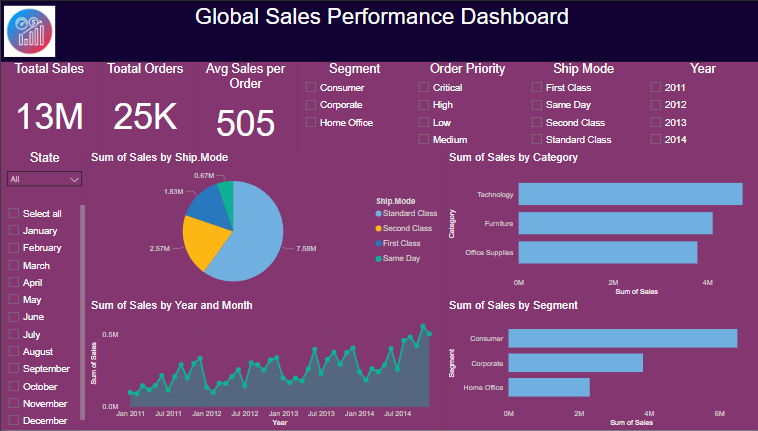 Global Sales Performance Dashboard
Toatal Sales
13M
Toatal Orders
25K
Avg Sales per
Order
505
Segment
Consumer
Corporate
Home Office
Order Priority
Critical
High
Low
Medium
Ship Mode
First Class
Same Day
Second Class
Standard Class
Year
2011
2012
2013
2014
State
All
Select all
January
February
March
April
May
June
July
August
September
October
November
December
Sum of Sales by Ship.Mode
0.67M
1.83M
2.57M
7.58M
Ship.Mode
Standard Class
Second Class
First Class
Same Day
Sum of Sales by Category
Category
Technology
Furniture
Office Supplies
0M 2M 4M
Sum of Sales
Sum of Sales by Year and Month
Sum of Sales
0.5M
0.0M
Jan 2011 Jul 2011 Jan 2012 Jul 2012 Jan 2013 Jul 2013 Jan 2014 Jul 2014
Year
Sum of Sales by Segment
Segment
Consumer
Corporate
Home Office
0M 2M 4M 6M
Sum of Sales